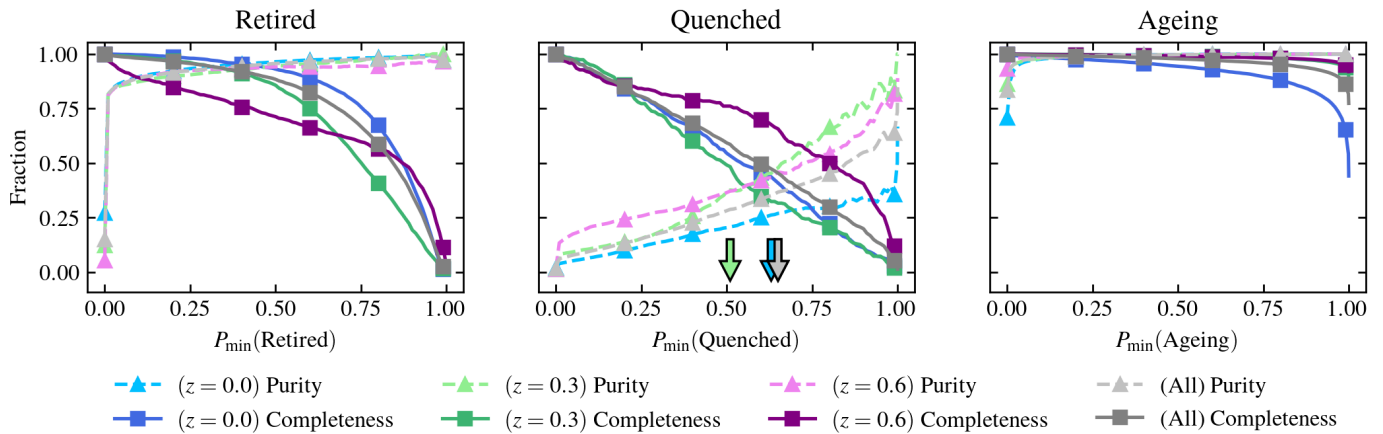 Retired Quenched Ageing
Fraction
1.00
0.75
0.50
0.25
0.00
0.00 0.25 0.50 0.75 1.00
0.00 0.25 0.50 0.75 1.00
0.00 0.25 0.50 0.75 1.00
P_min(Retired) P_min(Quenched) P_min(Ageing)
(z = 0.0) Purity (z = 0.3) Purity (z = 0.6) Purity (All) Purity
(z = 0.0) Completeness (z = 0.3) Completeness (z = 0.6) Completeness (All) Completeness